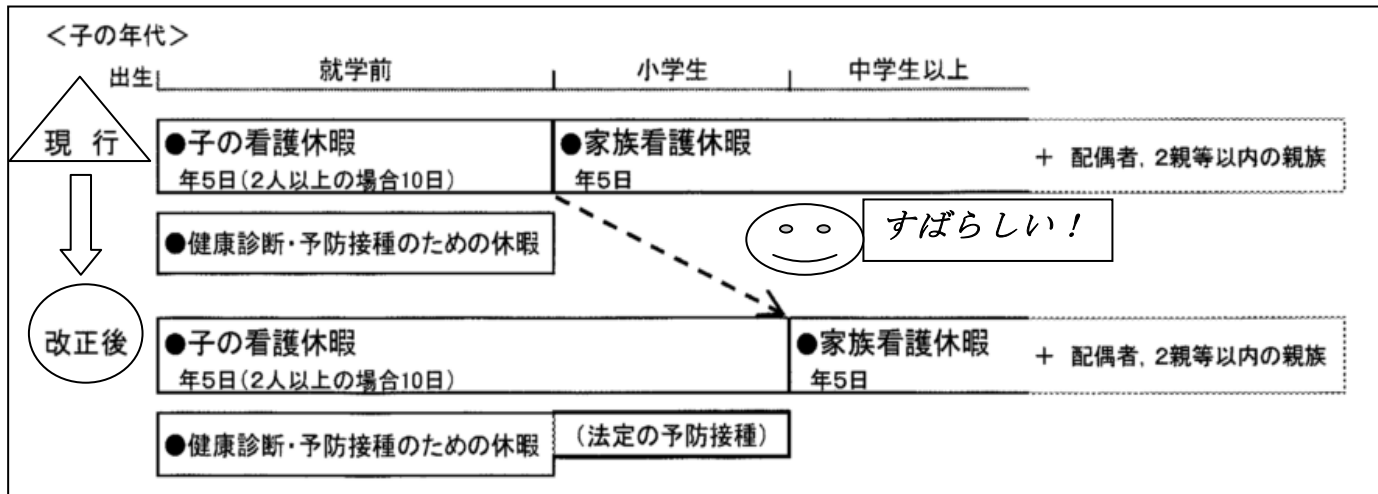 ＜子の年代＞
出生 就学前 小学生 中学生以上
現 行
●子の看護休暇
年5日(2人以上の場合10日)
●家族看護休暇
年5日
＋ 配偶者，2親等以内の親族
●健康診断・予防接種のための休暇
すばらしい！
改正後
●子の看護休暇
年5日(2人以上の場合10日)
●家族看護休暇
年5日
＋ 配偶者，2親等以内の親族
●健康診断・予防接種のための休暇
(法定の予防接種)